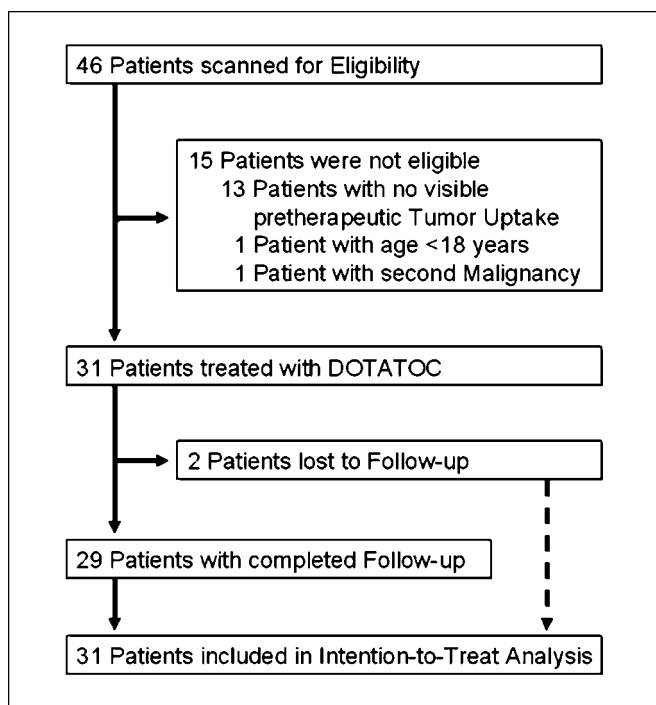 46 Patients scanned for Eligibility
15 Patients were not eligible
13 Patients with no visible
pretherapeutic Tumor Uptake
1 Patient with age <18 years
1 Patient with second Malignancy
31 Patients treated with DOTATOC
2 Patients lost to Follow-up
29 Patients with completed Follow-up
31 Patients included in Intention-to-Treat Analysis